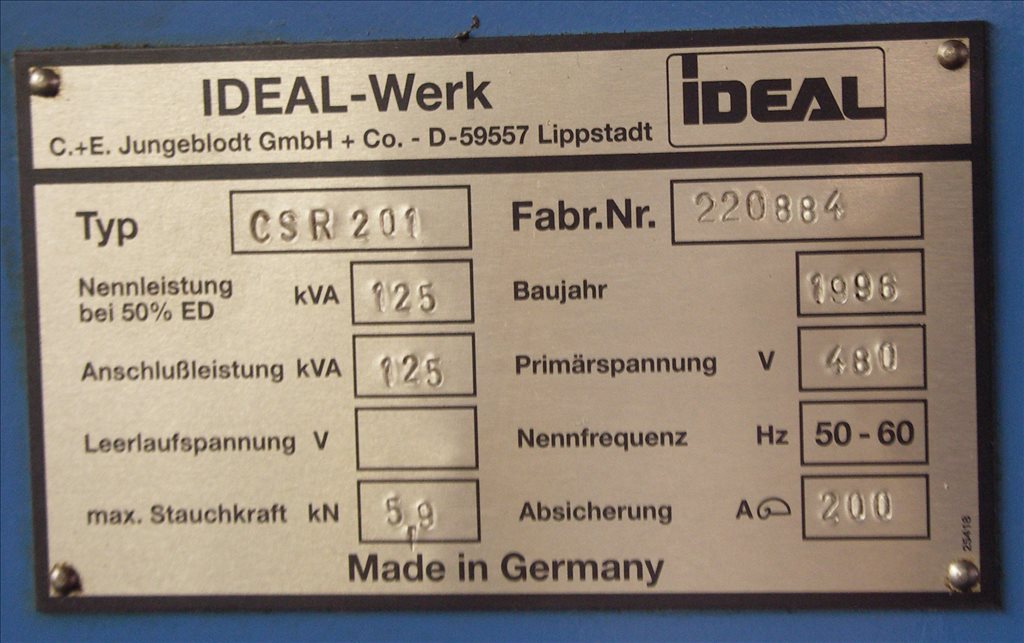 IDEAL-Werk
iDEAL
C.+E. Jungeblodt GmbH + Co. - D-59557 Lippstadt
Typ CSR 201 Fabr.Nr. 220884
Nennleistung
bei 50% ED kVA 125 Baujahr 1996
Anschlußleistung kVA 125 Primärspannung V 480
Leerlaufspannung V Nennfrequenz Hz 50 - 60
max. Stauchkraft kN 5,9 Absicherung A 200
Made in Germany
25418